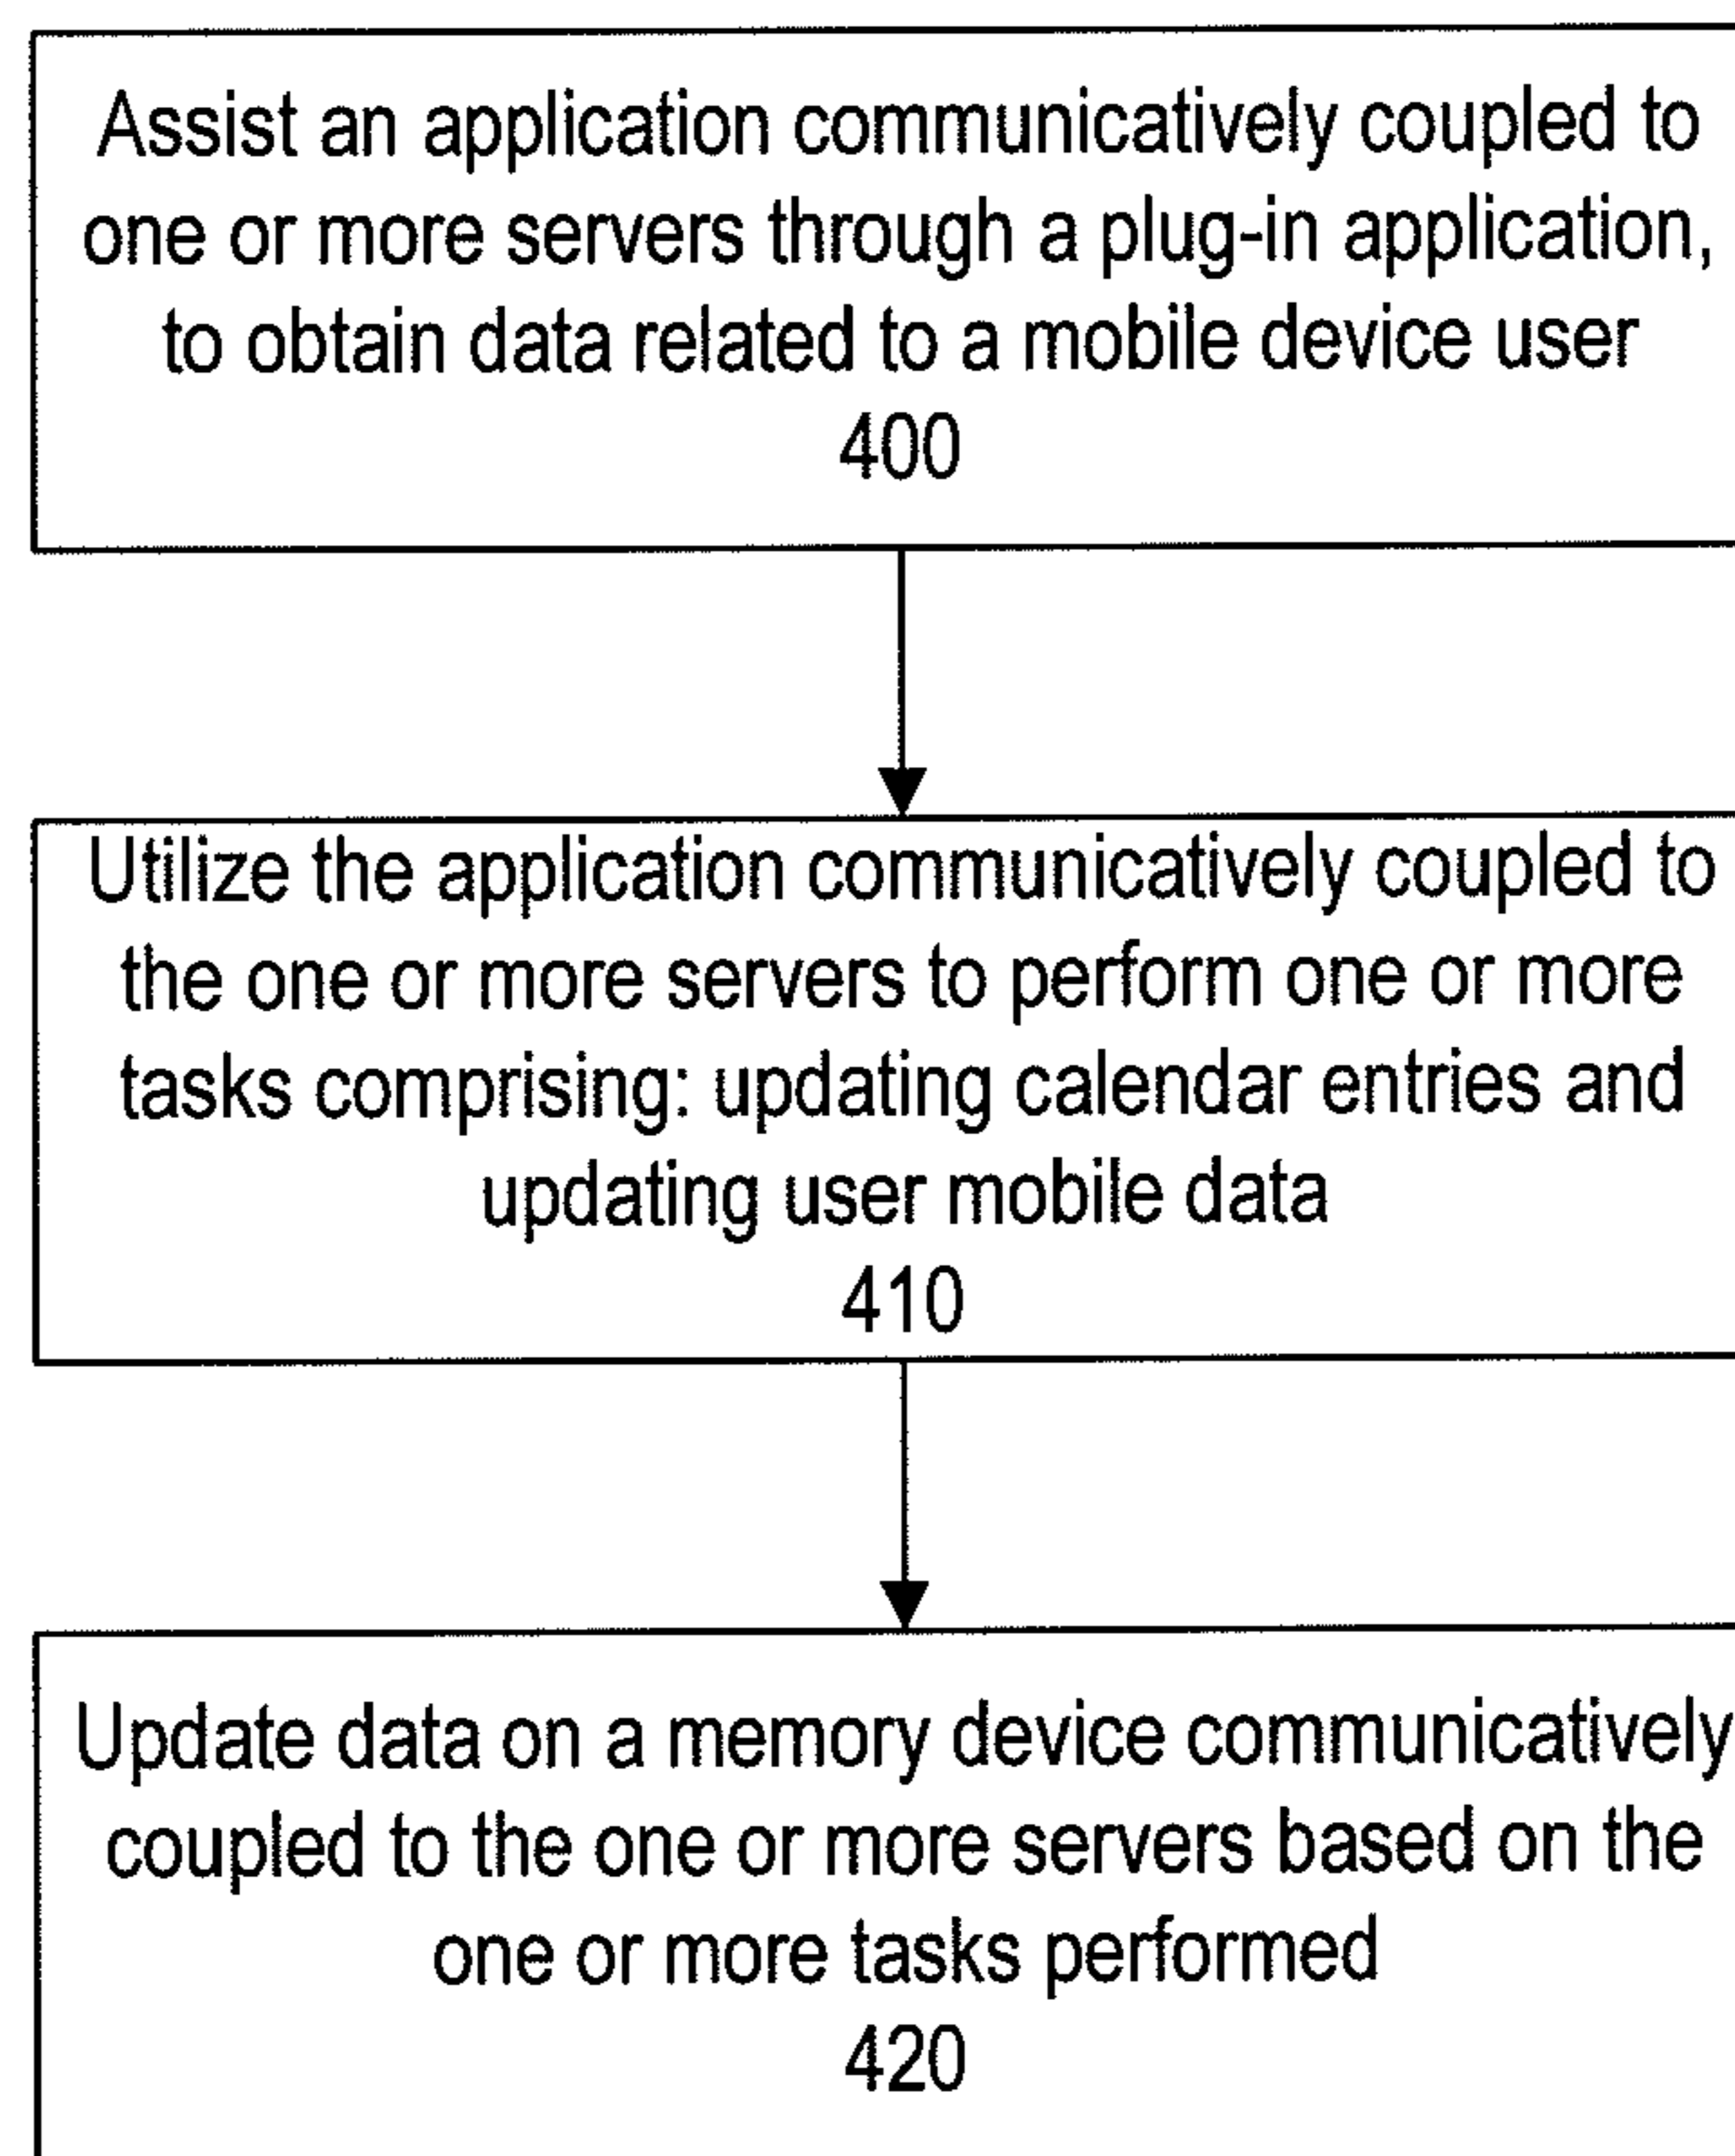 Assist an application communicatively coupled to
one or more servers through a plug-in application,
to obtain data related to a mobile device user
400
Utilize the application communicatively coupled to
the one or more servers to perform one or more
tasks comprising: updating calendar entries and
updating user mobile data
410
Update data on a memory device communicatively
coupled to the one or more servers based on the
one or more tasks performed
420